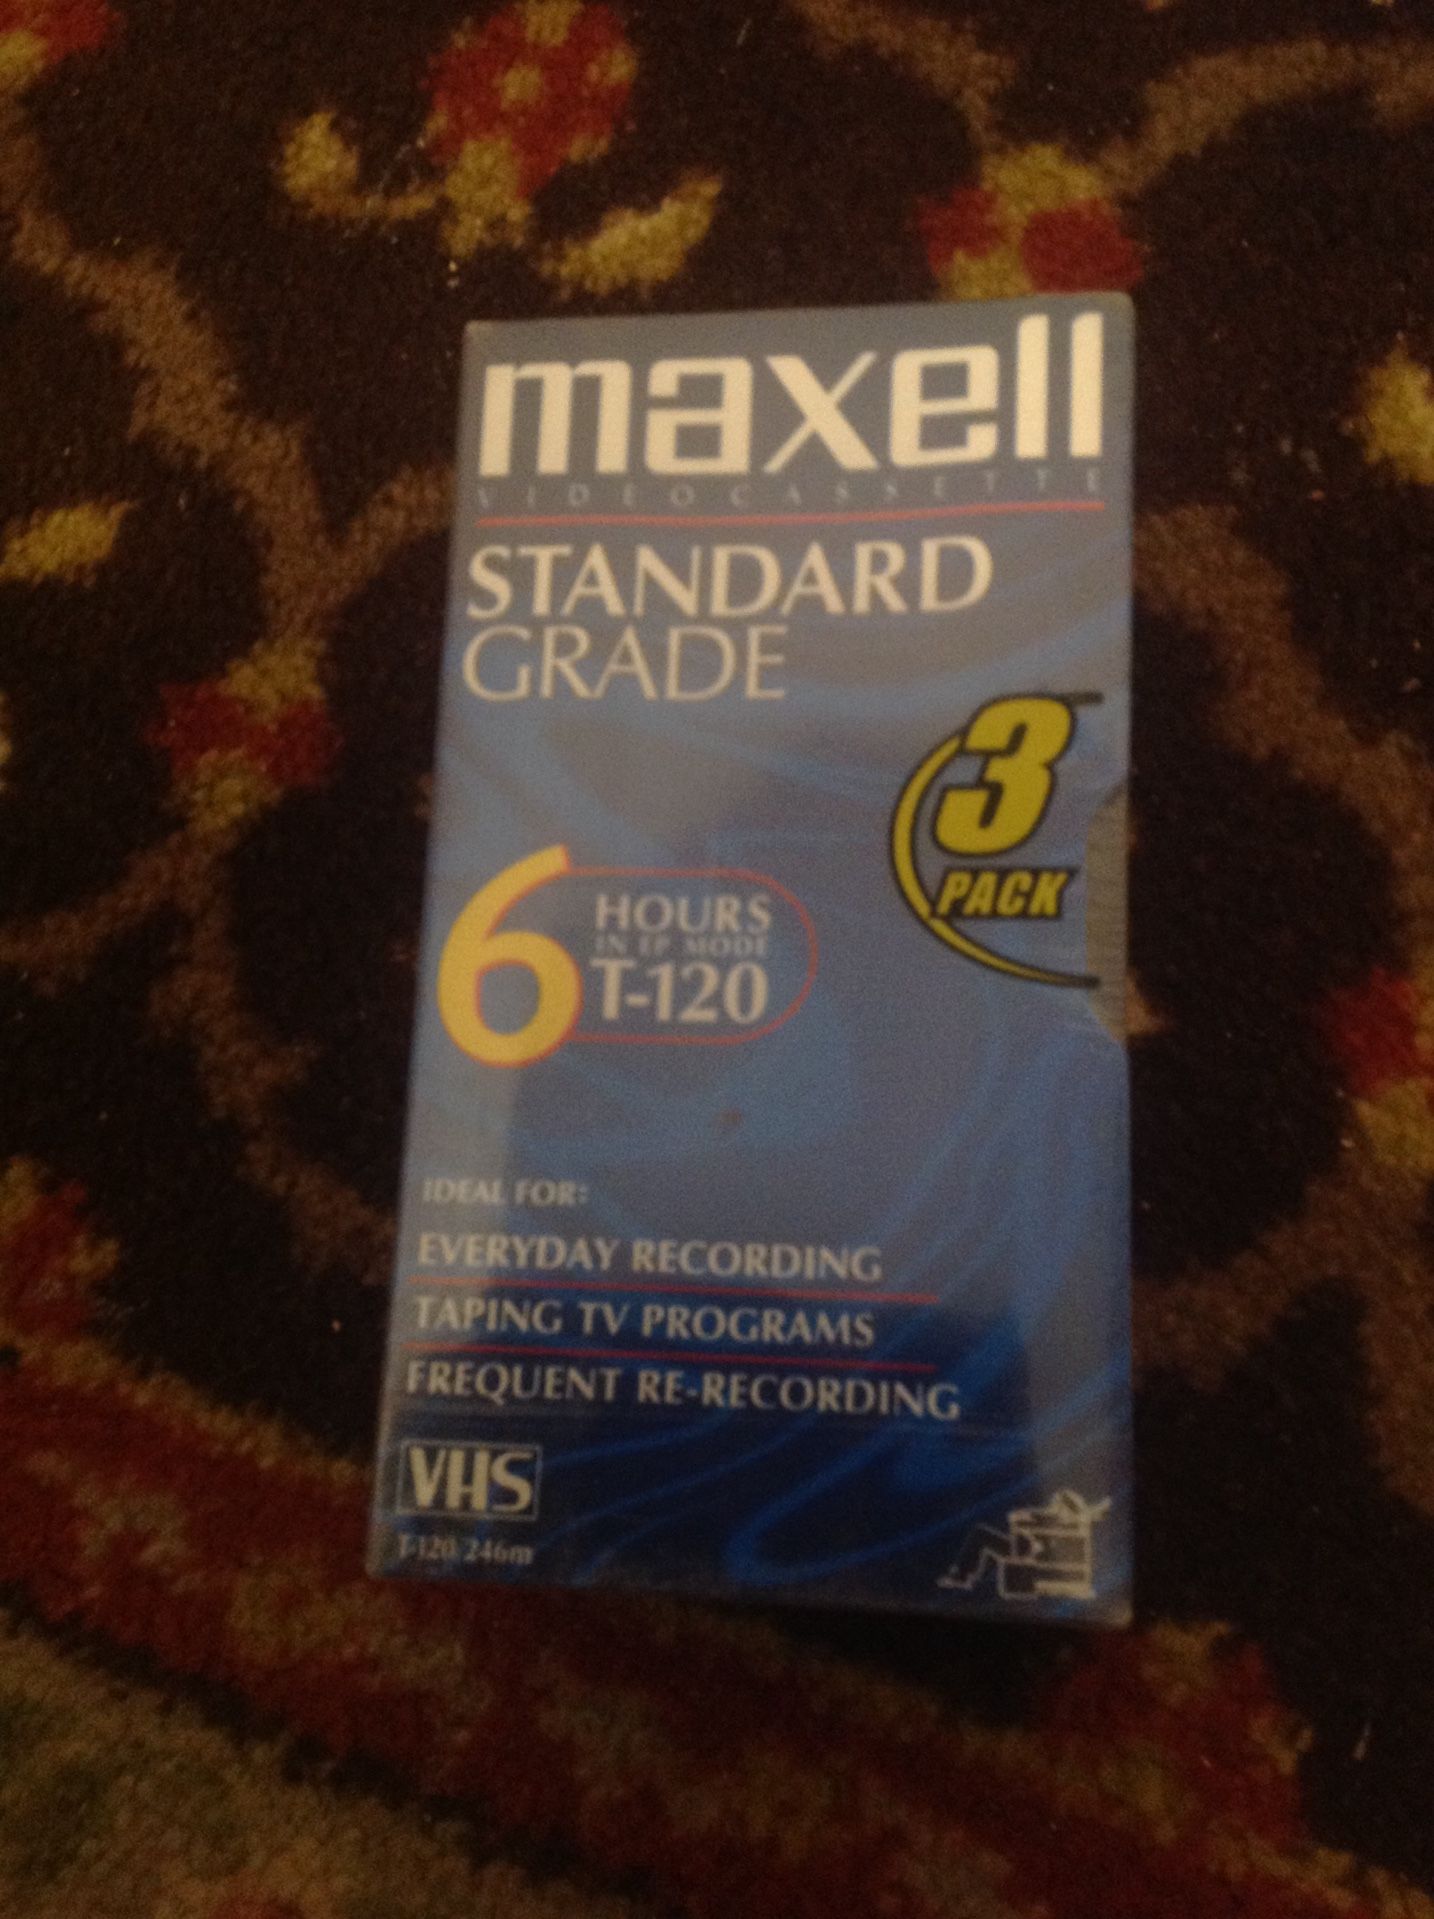 maxell
VIDEOCASSETTE
STANDARD
GRADE
3
PACK
6 HOURS
IN EP MODE
T-120
IDEAL FOR:
EVERYDAY RECORDING
TAPING TV PROGRAMS
FREQUENT RE-RECORDING
VHS
T-120/246m